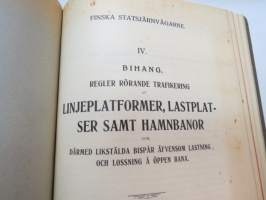 FINSKA STATSJÄRNVÄGARNE.
IV.
BIHANG.
REGLER RÖRANDE TRAFIKERING
AF
LINJEPLATFORMER, LASTPLAT-
SER SAMT HAMNBANOR
OCH
DÄRMED LIKSTÄLDA BISPÅR ÄFVENSOM LASTNING
OCH LOSSNING Å ÖPPEN BANA.